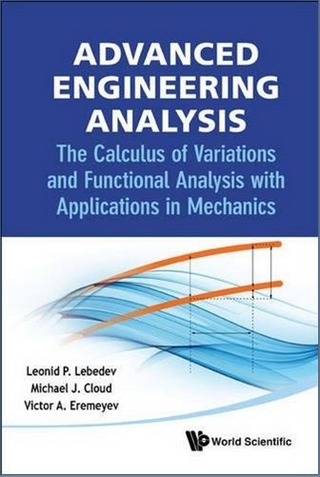 ADVANCED
ENGINEERING
ANALYSIS
The Calculus of Variations
and Functional Analysis with
Applications in Mechanics
Leonid P. Lebedev
Michael J. Cloud
Victor A. Eremeyev
World Scientific